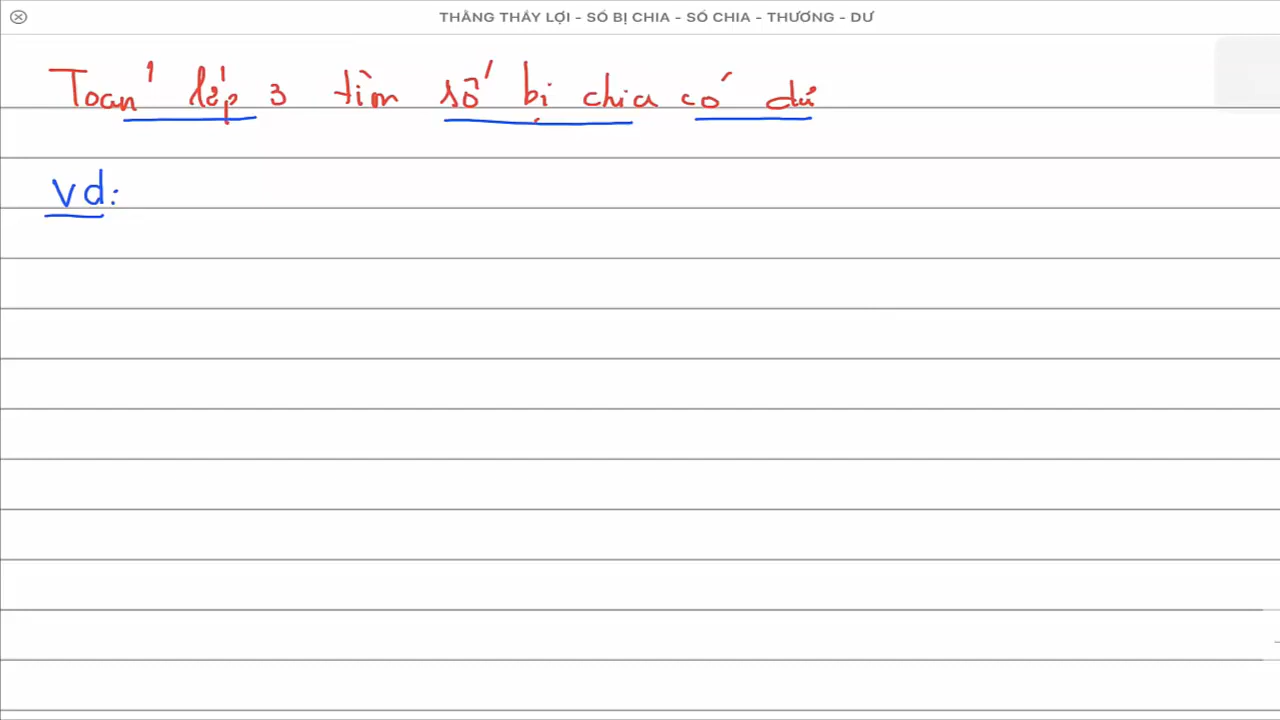 THẦNG THẦY LỢI - SỐ BỊ CHIA - SỐ CHIA - THƯƠNG - DƯ
Toán lớp 3 tìm số bị chia có dư
vd: